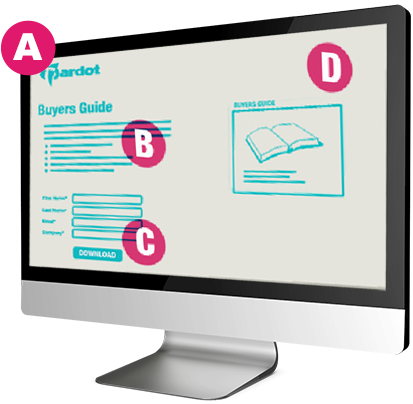 A
pardot
D
Buyers Guide
BUYERS GUIDE
B
First Name*
Last Name*
Email*
Company*
C
DOWNLOAD